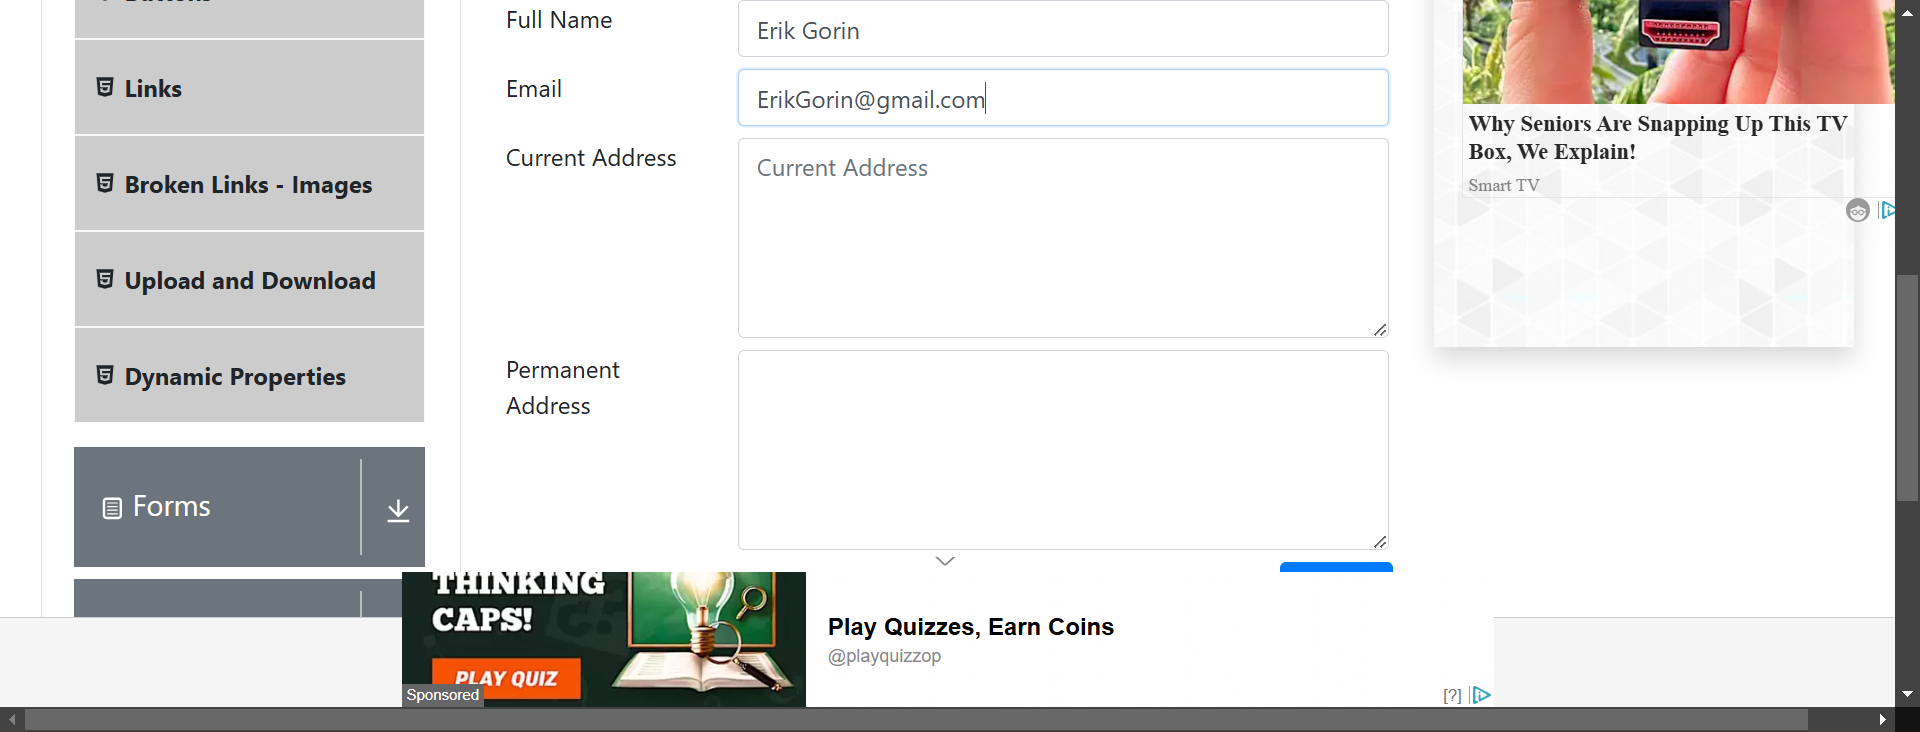 Links
Broken Links - Images
Upload and Download
Dynamic Properties
Forms
Full Name
Erik Gorin
Email
ErikGorin@gmail.com
Current Address
Current Address
Permanent
Address
Why Seniors Are Snapping Up This TV
Box, We Explain!
Smart TV
THINKING
CAPS!
PLAY QUIZ
Sponsored
Play Quizzes, Earn Coins
@playquizzop
[?]